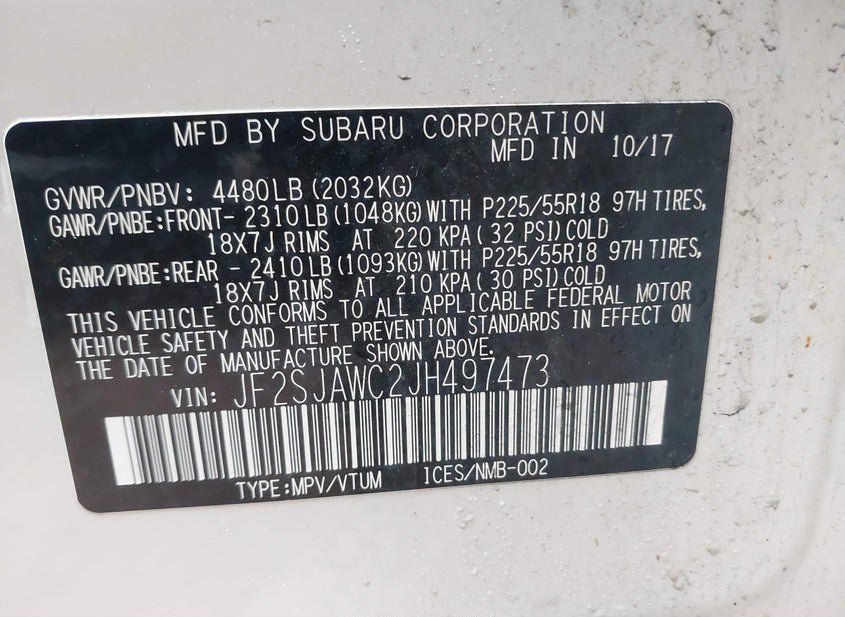 MFD BY SUBARU CORPORATION
MFD IN 10/17
GVWR/PNBV: 4480LB(2032KG)
GAWR/PNBE:FRONT- 2310LB(1048KG)WITH P225/55R18 97H TIRES,
18X7J RIMS AT 220 KPA( 32 PSI)COLD
GAWR/PNBE:REAR - 2410LB(1093KG)WITH P225/55R18 97H TIRES,
18X7J RIMS AT 210 KPA( 30 PSI)COLD
THIS VEHICLE CONFORMS TO ALL APPLICABLE FEDERAL MOTOR
VEHICLE SAFETY AND THEFT PREVENTION STANDARDS IN EFFECT ON
THE DATE OF MANUFACTURE SHOWN ABOVE.
VIN: JF2SJAWC2JH497473
TYPE:MPV/VTUM ICES/NMB-002